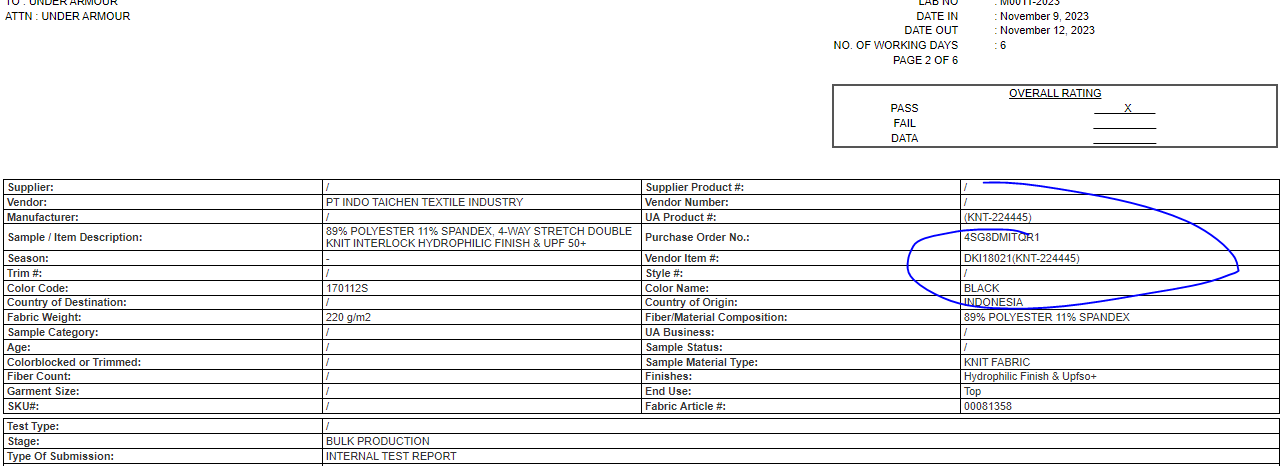 TO : UNDER ARMOUR
ATTN : UNDER ARMOUR
LAB NO : M0011-2023
DATE IN : November 9, 2023
DATE OUT : November 12, 2023
NO. OF WORKING DAYS : 6
PAGE 2 OF 6
OVERALL RATING
PASS X
FAIL
DATA
Supplier: / Supplier Product #: /
Vendor: PT INDO TAICHEN TEXTILE INDUSTRY Vendor Number: /
Manufacturer: / UA Product #: (KNT-224445)
Sample / Item Description: 89% POLYESTER 11% SPANDEX, 4-WAY STRETCH DOUBLE
KNIT INTERLOCK HYDROPHILIC FINISH & UPF 50+ Purchase Order No.: 4SG8DMITQR1
Season: - Vendor Item #: DKI18021(KNT-224445)
Trim #: / Style #: /
Color Code: 170112S Color Name: BLACK
Country of Destination: / Country of Origin: INDONESIA
Fabric Weight: 220 g/m2 Fiber/Material Composition: 89% POLYESTER 11% SPANDEX
Sample Category: / UA Business: /
Age: / Sample Status: /
Colorblocked or Trimmed: / Sample Material Type: KNIT FABRIC
Fiber Count: / Finishes: Hydrophilic Finish & Upfso+
Garment Size: / End Use: Top
SKU#: / Fabric Article #: 00081358
Test Type: /
Stage: BULK PRODUCTION
Type Of Submission: INTERNAL TEST REPORT